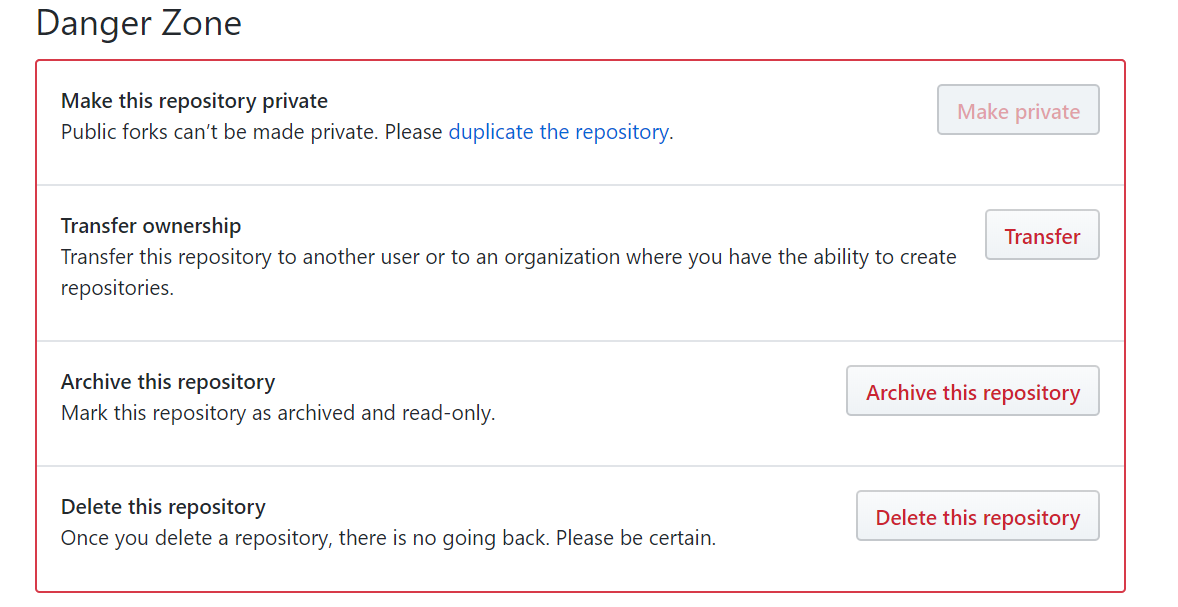 Danger Zone
Make this repository private
Public forks can't be made private. Please duplicate the repository.
Make private
Transfer ownership
Transfer this repository to another user or to an organization where you have the ability to create
repositories.
Transfer
Archive this repository
Mark this repository as archived and read-only.
Archive this repository
Delete this repository
Once you delete a repository, there is no going back. Please be certain.
Delete this repository